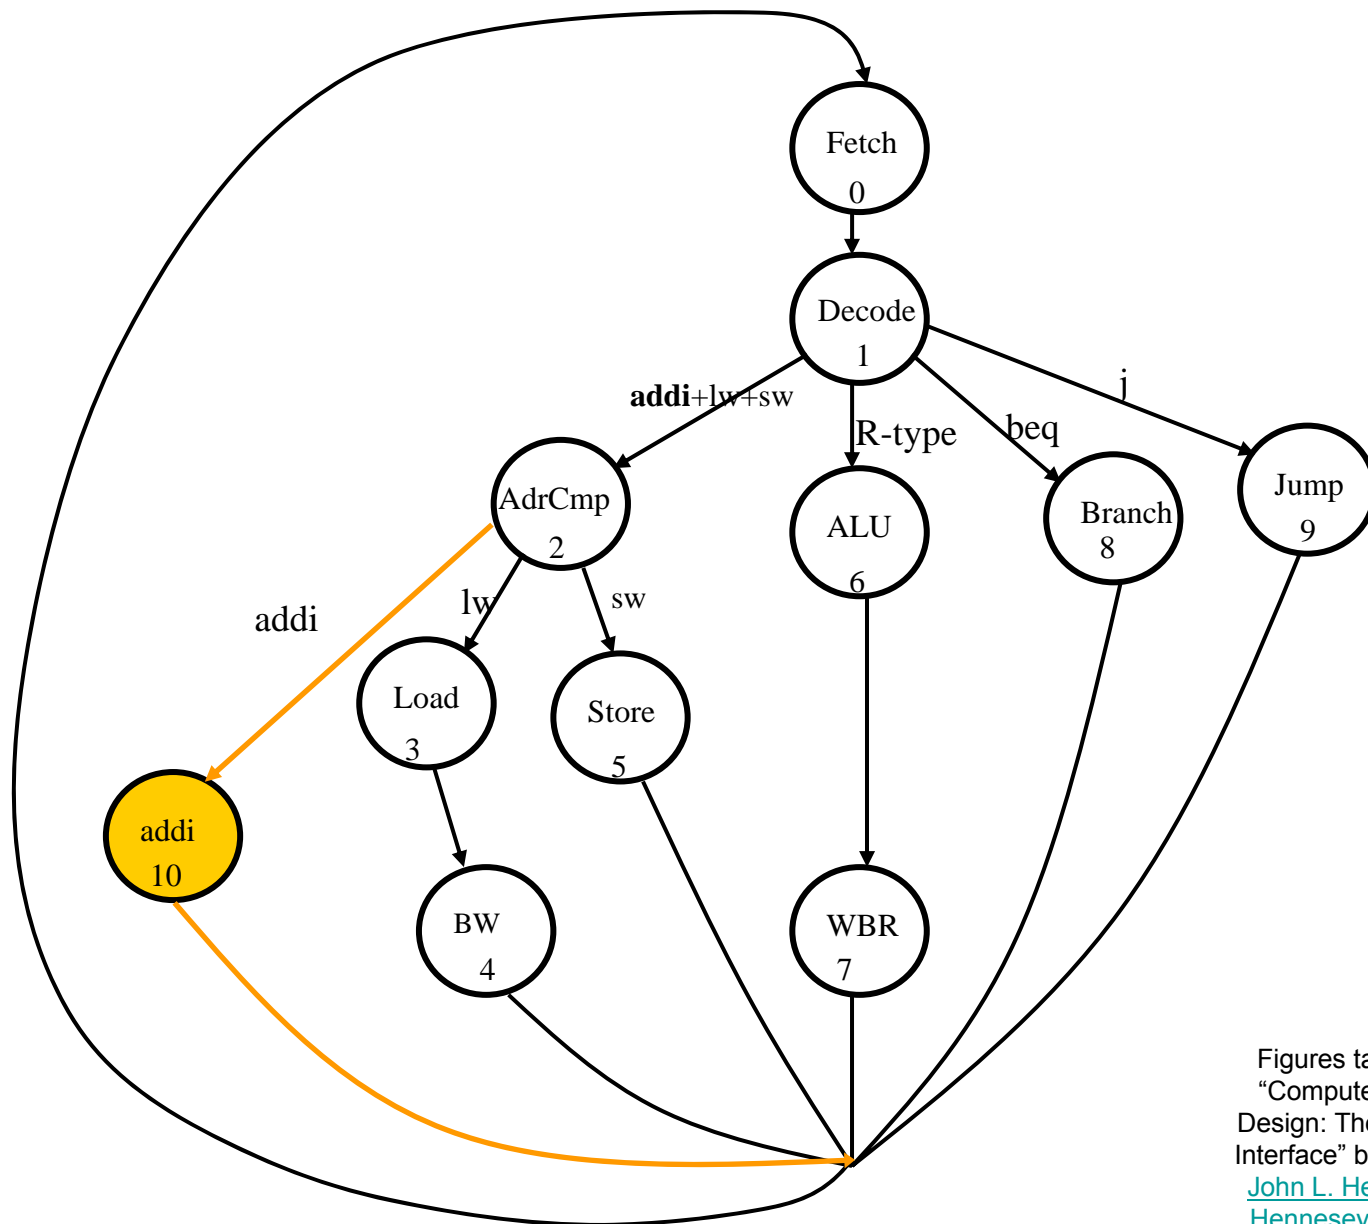 Fetch
0
Decode
1
addi+lw+sw
R-type
beq
j
AdrCmp
2
ALU
6
Branch
8
Jump
9
addi
lw
sw
Load
3
Store
5
addi
10
BW
4
WBR
7
Figures
“Compute
Design: The
Interface” b
John L. He
Hennesey